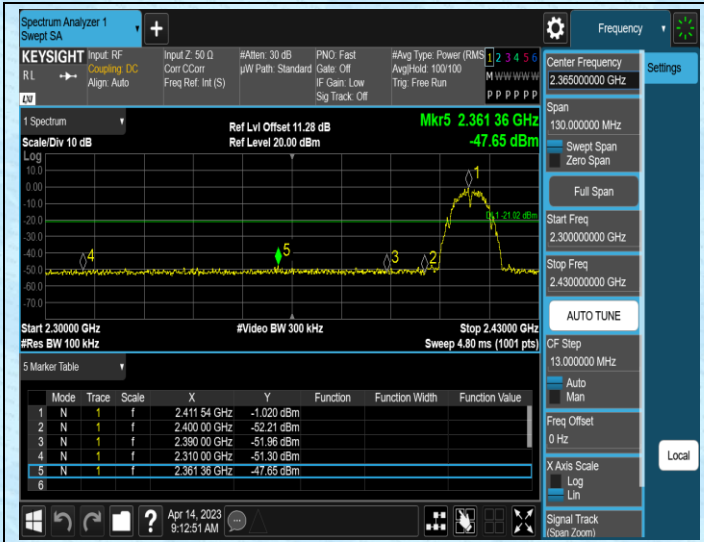 Spectrum Analyzer 1
Swept SA
+
Frequency
KEYSIGHT
RL
LXI
Input: RF
Coupling: DC
Align: Auto
Input Z: 50 Ω
Corr CCorr
Freq Ref: Int (S)
#Atten: 30 dB
µW Path: Standard
PNO: Fast
Gate: Off
IF Gain: Low
Sig Track: Off
#Avg Type: Power (RMS
Avg|Hold: 100/100
Trig: Free Run
1 2 3 4 5 6
M W W W W W
P P P P P P
1 Spectrum
Scale/Div 10 dB
Ref Lvl Offset 11.28 dB
Ref Level 20.00 dBm
Mkr5 2.361 36 GHz
-47.65 dBm
Log
10.0
0.00
-10.0
-20.0
-30.0
-40.0
-50.0
-60.0
-70.0
1
DL1 -21.02 dBm
4
5
3
2
Start 2.30000 GHz
#Res BW 100 kHz
#Video BW 300 kHz
Stop 2.43000 GHz
Sweep 4.80 ms (1001 pts)
5 Marker Table
Mode Trace Scale X Y Function Function Width Function Value
1 N 1 f 2.411 54 GHz -1.020 dBm
2 N 1 f 2.400 00 GHz -52.21 dBm
3 N 1 f 2.390 00 GHz -51.96 dBm
4 N 1 f 2.310 00 GHz -51.30 dBm
5 N 1 f 2.361 36 GHz -47.65 dBm
6
?
Apr 14, 2023
9:12:51 AM
Center Frequency
2.365000000 GHz
Settings
Span
130.000000 MHz
Swept Span
Zero Span
Full Span
Start Freq
2.300000000 GHz
Stop Freq
2.430000000 GHz
AUTO TUNE
CF Step
13.000000 MHz
Auto
Man
Freq Offset
0 Hz
X Axis Scale
Log
Lin
Local
Signal Track
(Span Zoom)